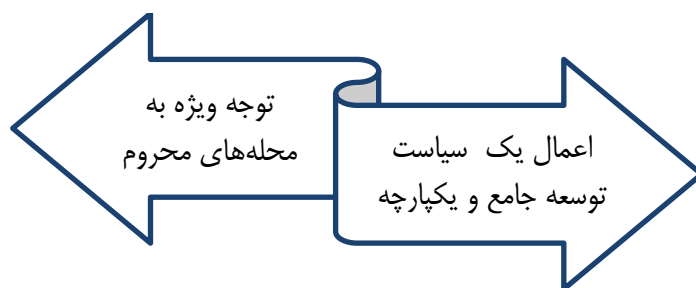 توجه ویژه به
محله‌های محروم
اعمال یک سیاست
توسعه جامع و یکپارچه